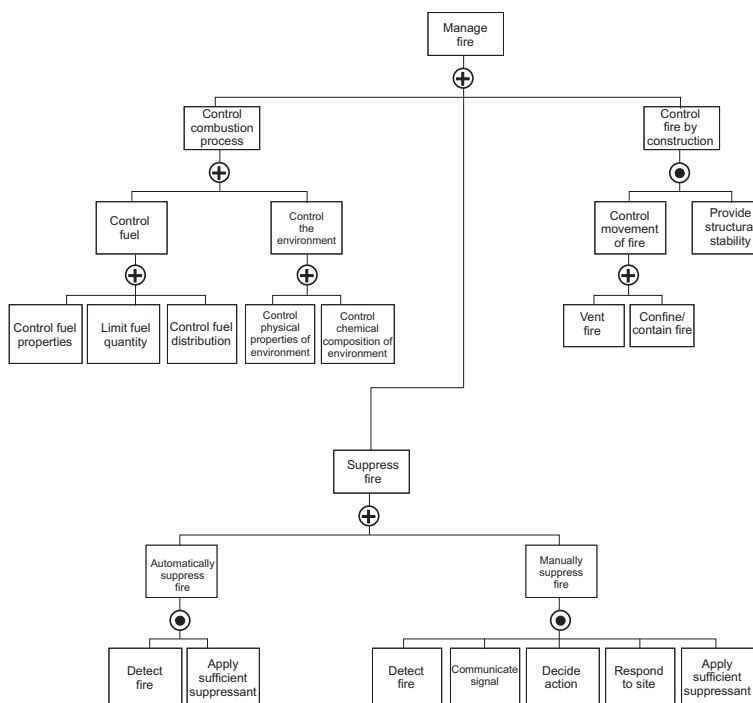 Manage
fire
Control
combustion
process
Control
fire by
construction
Control
fuel
Control
the
environment
Control
movement
of fire
Provide
structura
stability
Control fuel
properties
Limit fuel
quantity
Control fuel
distribution
Control
physical
properties of
environment
Control
chemical
composition of
environment
Vent
fire
Confine/
contain fire
Suppress
fire
Automatically
suppress
fire
Manually
suppress
fire
Detect
fire
Apply
sufficient
suppressant
Detect
fire
Communicate
signal
Decide
action
Respond
to site
Apply
sufficient
suppressant